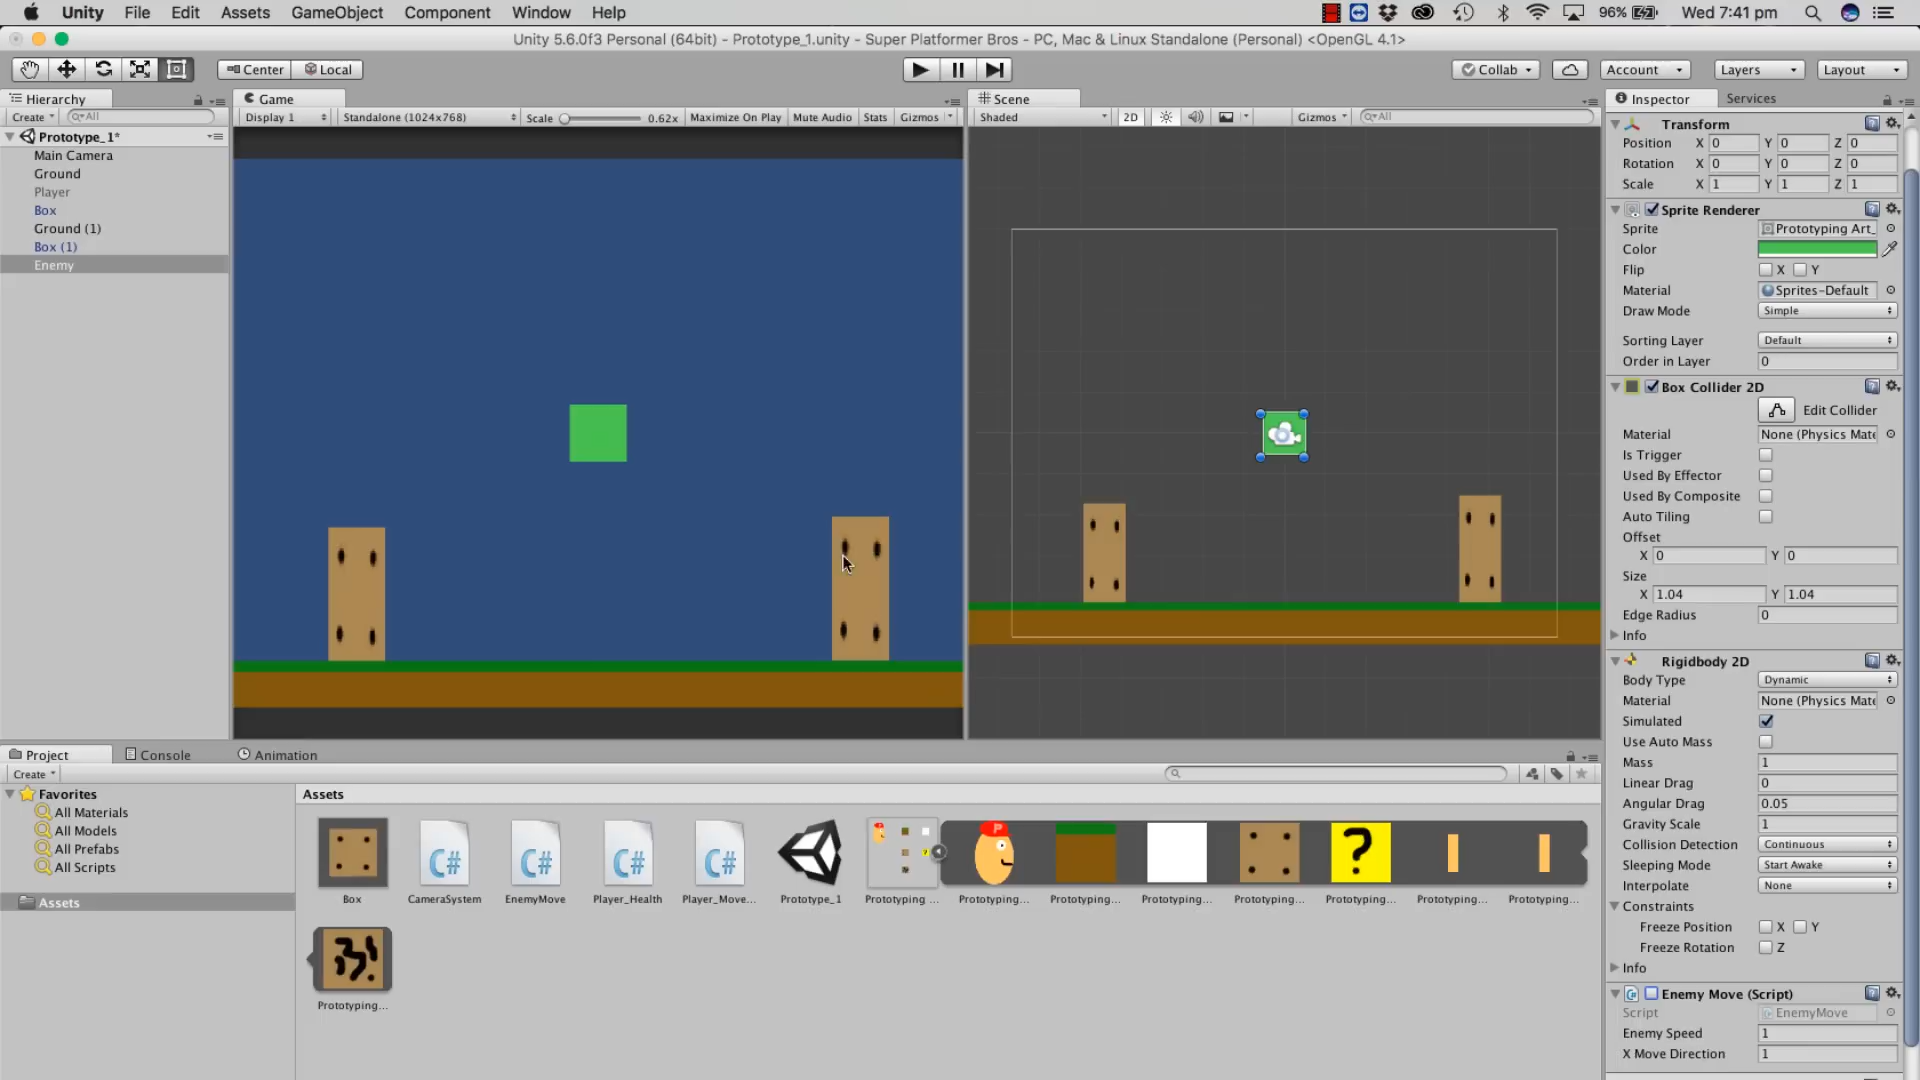 Unity File Edit Assets GameObject Component Window Help 96% Wed 7:41 pm
Unity 5.6.0f3 Personal (64bit) - Prototype_1.unity - Super Platformer Bros - PC, Mac & Linux Standalone (Personal) <OpenGL 4.1>
Center Local Collab Account Layers Layout
Hierarchy
Create All
Prototype_1*
Main Camera
Ground
Player
Box
Ground (1)
Box (1)
Enemy
Game
Display 1 Standalone (1024x768) Scale 0.62x Maximize On Play Mute Audio Stats Gizmos
Scene
Shaded 2D Gizmos All
Inspector Services
Transform
Position X 0 Y 0 Z 0
Rotation X 0 Y 0 Z 0
Scale X 1 Y 1 Z 1
Sprite Renderer
Sprite Prototyping Art_
Color
Flip X Y
Material Sprites-Default
Draw Mode Simple
Sorting Layer Default
Order in Layer 0
Box Collider 2D
Edit Collider
Material None (Physics Mate
Is Trigger
Used By Effector
Used By Composite
Auto Tiling
Offset
X 0 Y 0
Size
X 1.04 Y 1.04
Edge Radius 0
Info
Rigidbody 2D
Body Type Dynamic
Material None (Physics Mate
Simulated
Use Auto Mass
Mass 1
Linear Drag 0
Angular Drag 0.05
Gravity Scale 1
Collision Detection Continuous
Sleeping Mode Start Awake
Interpolate None
Constraints
Freeze Position X Y
Freeze Rotation Z
Info
C# Enemy Move (Script)
Script EnemyMove
Enemy Speed 1
X Move Direction 1
Project Console Animation
Create
Favorites
All Materials
All Models
All Prefabs
All Scripts
Assets
Assets
C# C# C# C# P ?
Box CameraSystem EnemyMove Player_Health Player_Move... Prototype_1 Prototyping ... Prototyping... Prototyping... Prototyping... Prototyping... Prototyping... Prototyping... Prototyping...
Prototyping...